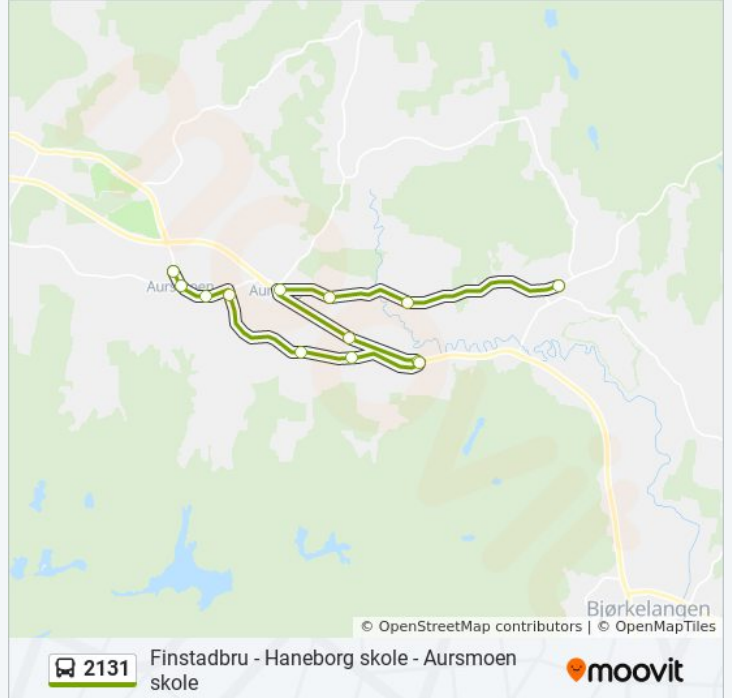 Aursmoen
Aur
Bjørkelangen
© OpenStreetMap contributors | © OpenMapTiles
2131
Finstadbru - Haneborg skole - Aursmoen
skole
moovit